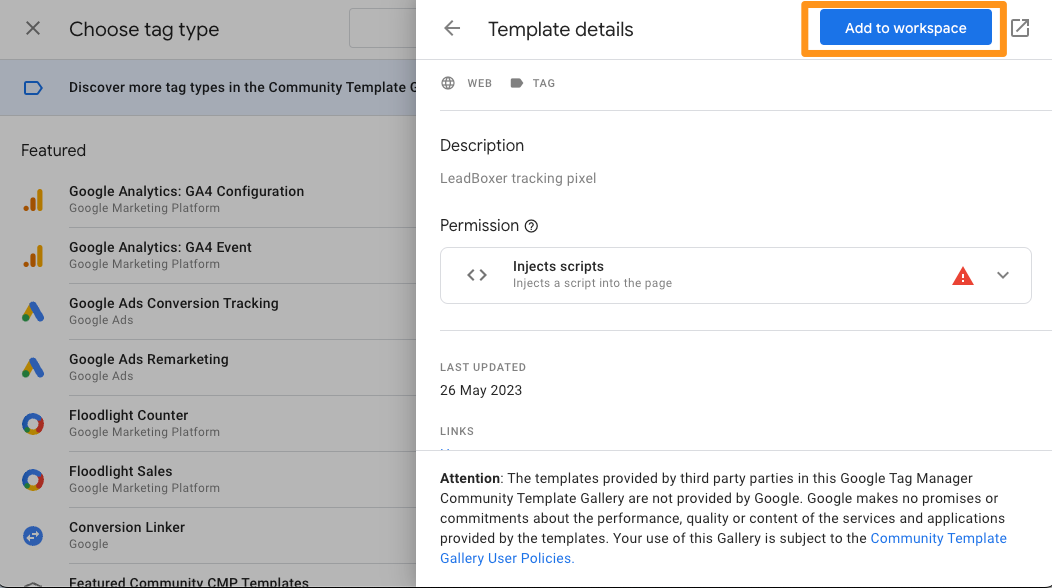 Choose tag type
Discover more tag types in the Community Template G
Featured
Google Analytics: GA4 Configuration
Google Marketing Platform
Google Analytics: GA4 Event
Google Marketing Platform
Google Ads Conversion Tracking
Google Ads
Google Ads Remarketing
Google Ads
Floodlight Counter
Google Marketing Platform
Floodlight Sales
Google Marketing Platform
Conversion Linker
Google
Featured Community CMP Templates
Template details
Add to workspace
WEB TAG
Description
LeadBoxer tracking pixel
Permission
Injects scripts
Injects a script into the page
LAST UPDATED
26 May 2023
LINKS
Attention: The templates provided by third party parties in this Google Tag Manager
Community Template Gallery are not provided by Google. Google makes no promises or
commitments about the performance, quality or content of the services and applications
provided by the templates. Your use of this Gallery is subject to the Community Template
Gallery User Policies.